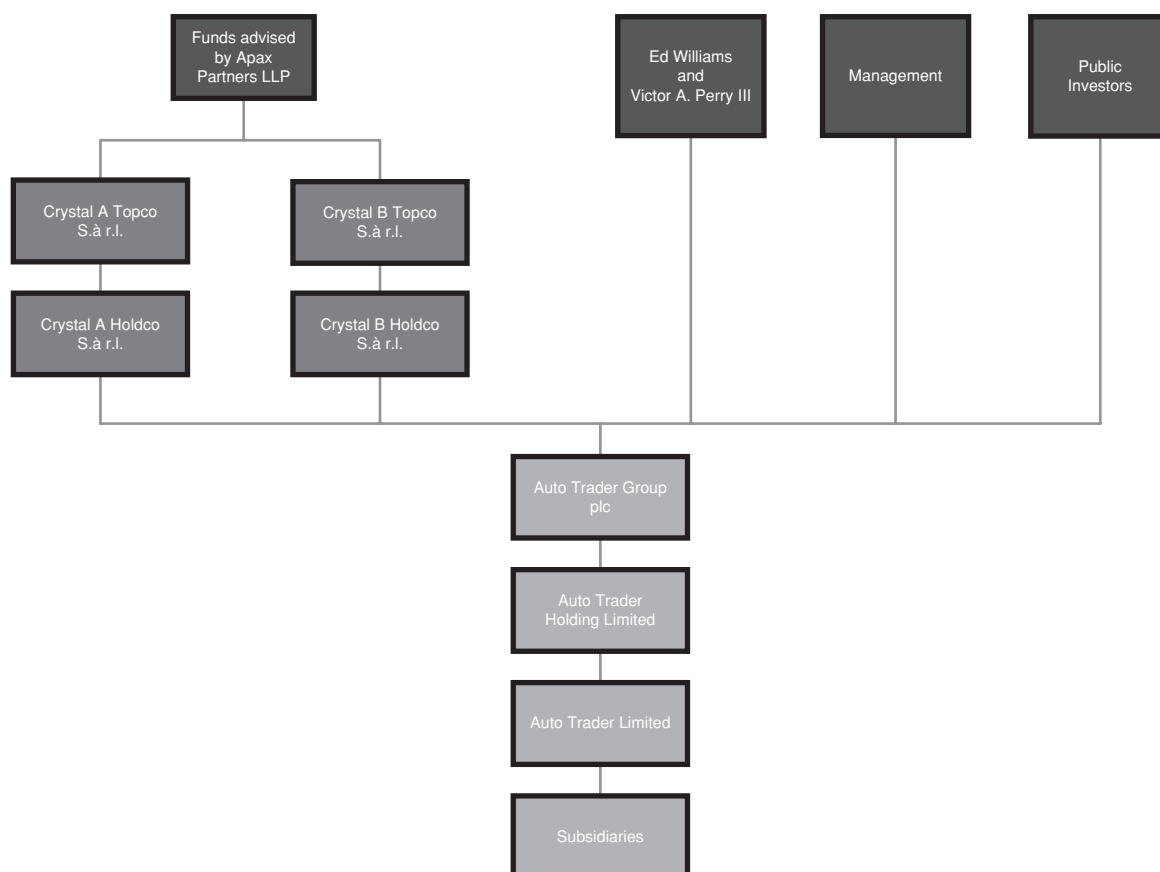 Funds advised
by Apax
Partners LLP
Ed Williams
and
Victor A. Perry III
Management
Public
Investors
Crystal A Topco
S.à r.l.
Crystal B Topco
S.à r.l.
Crystal A Holdco
S.à r.l.
Crystal B Holdco
S.à r.l.
Auto Trader Group
plc
Auto Trader
Holding Limited
Auto Trader Limited
Subsidiaries